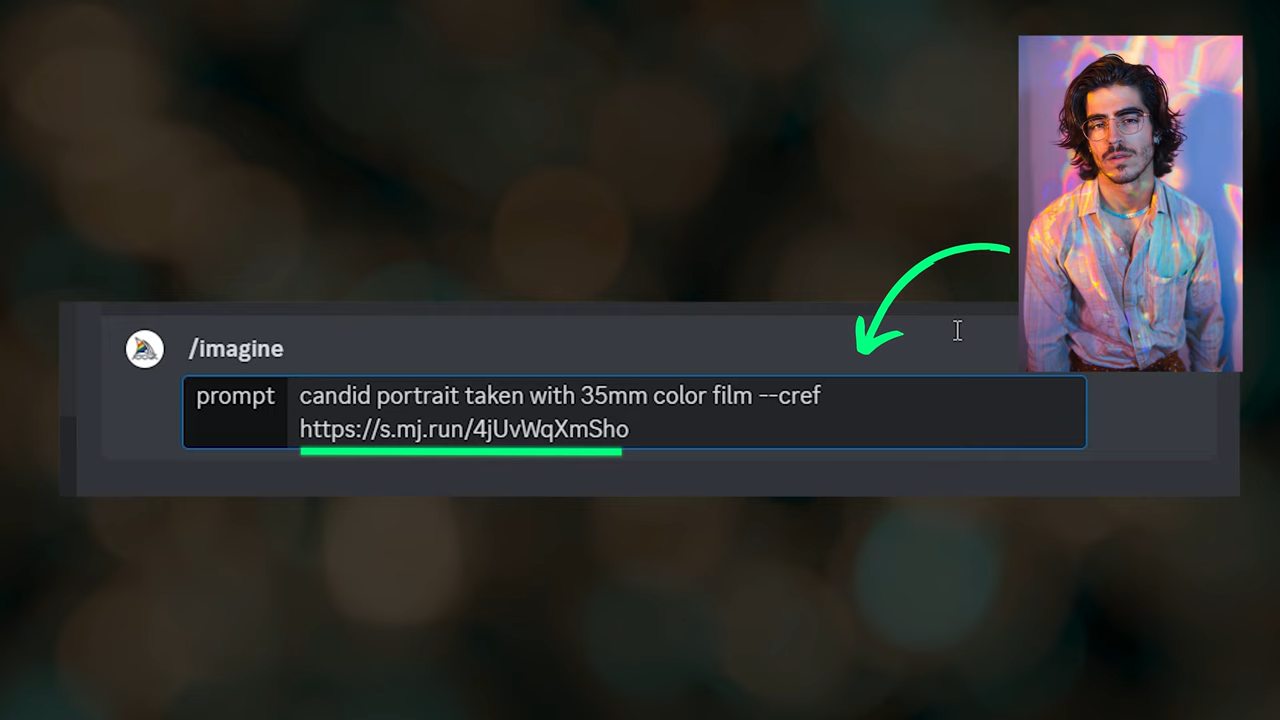 /imagine
prompt candid portrait taken with 35mm color film --cref
https://s.mj.run/4jUvWqXmSho